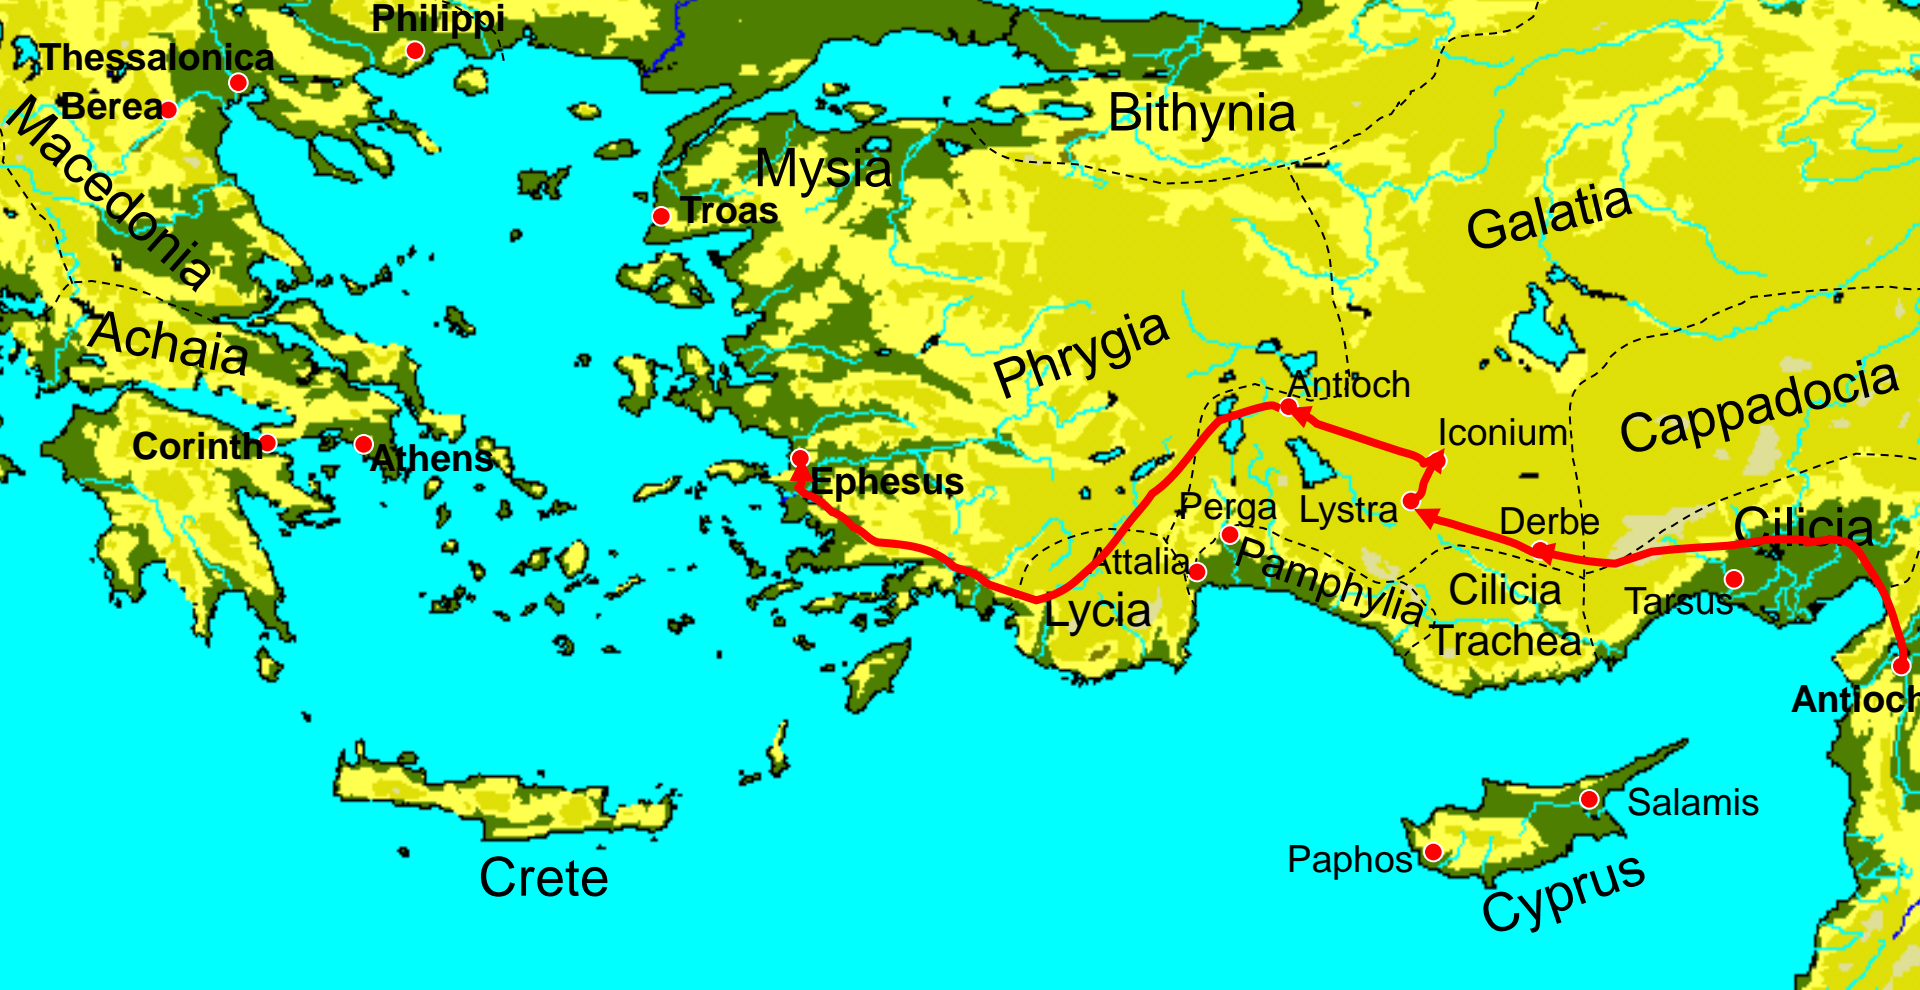 Philippi
Thessalonica
Berea
Macedonia
Bithynia
Mysia
Troas
Galatia
Achaia
Phrygia
Antioch
Cappadocia
Iconium
Corinth
Athens
Ephesus
Perga
Lystra
Derbe
Cilicia
Attalia
Pamphylia
Lycia
Cilicia
Trachea
Tarsus
Antioch
Salamis
Paphos
Crete
Cyprus